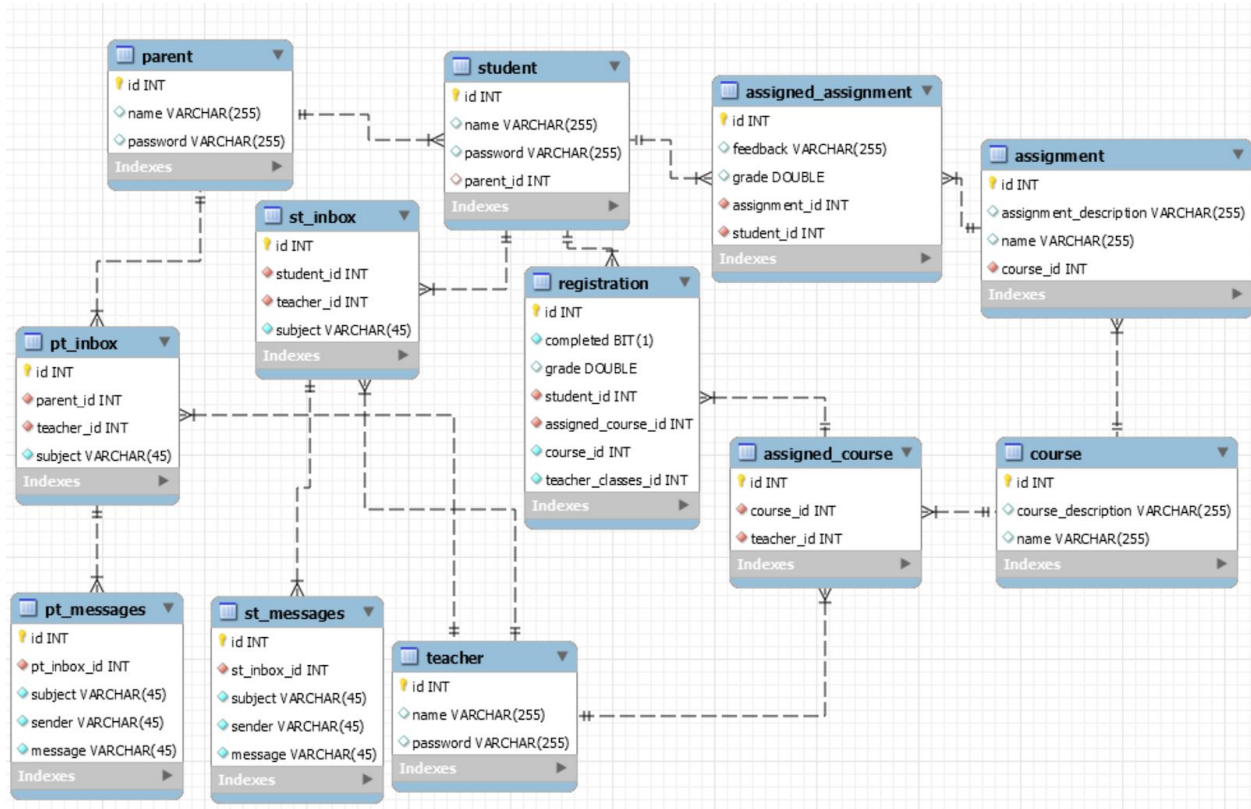 parent
id INT
name VARCHAR(255)
password VARCHAR(255)
Indexes
student
id INT
name VARCHAR(255)
password VARCHAR(255)
parent_id INT
Indexes
assigned_assignment
id INT
feedback VARCHAR(255)
grade DOUBLE
assignment_id INT
student_id INT
Indexes
assignment
id INT
assignment_description VARCHAR(255)
name VARCHAR(255)
course_id INT
Indexes
st_inbox
id INT
student_id INT
teacher_id INT
subject VARCHAR(45)
Indexes
registration
id INT
completed BIT(1)
grade DOUBLE
student_id INT
assigned_course_id INT
course_id INT
teacher_classes_id INT
Indexes
pt_inbox
id INT
parent_id INT
teacher_id INT
subject VARCHAR(45)
Indexes
assigned_course
id INT
course_id INT
teacher_id INT
Indexes
course
id INT
course_description VARCHAR(255)
name VARCHAR(255)
Indexes
pt_messages
id INT
pt_inbox_id INT
subject VARCHAR(45)
sender VARCHAR(45)
message VARCHAR(45)
Indexes
st_messages
id INT
st_inbox_id INT
subject VARCHAR(45)
sender VARCHAR(45)
message VARCHAR(45)
Indexes
teacher
id INT
name VARCHAR(255)
password VARCHAR(255)
Indexes